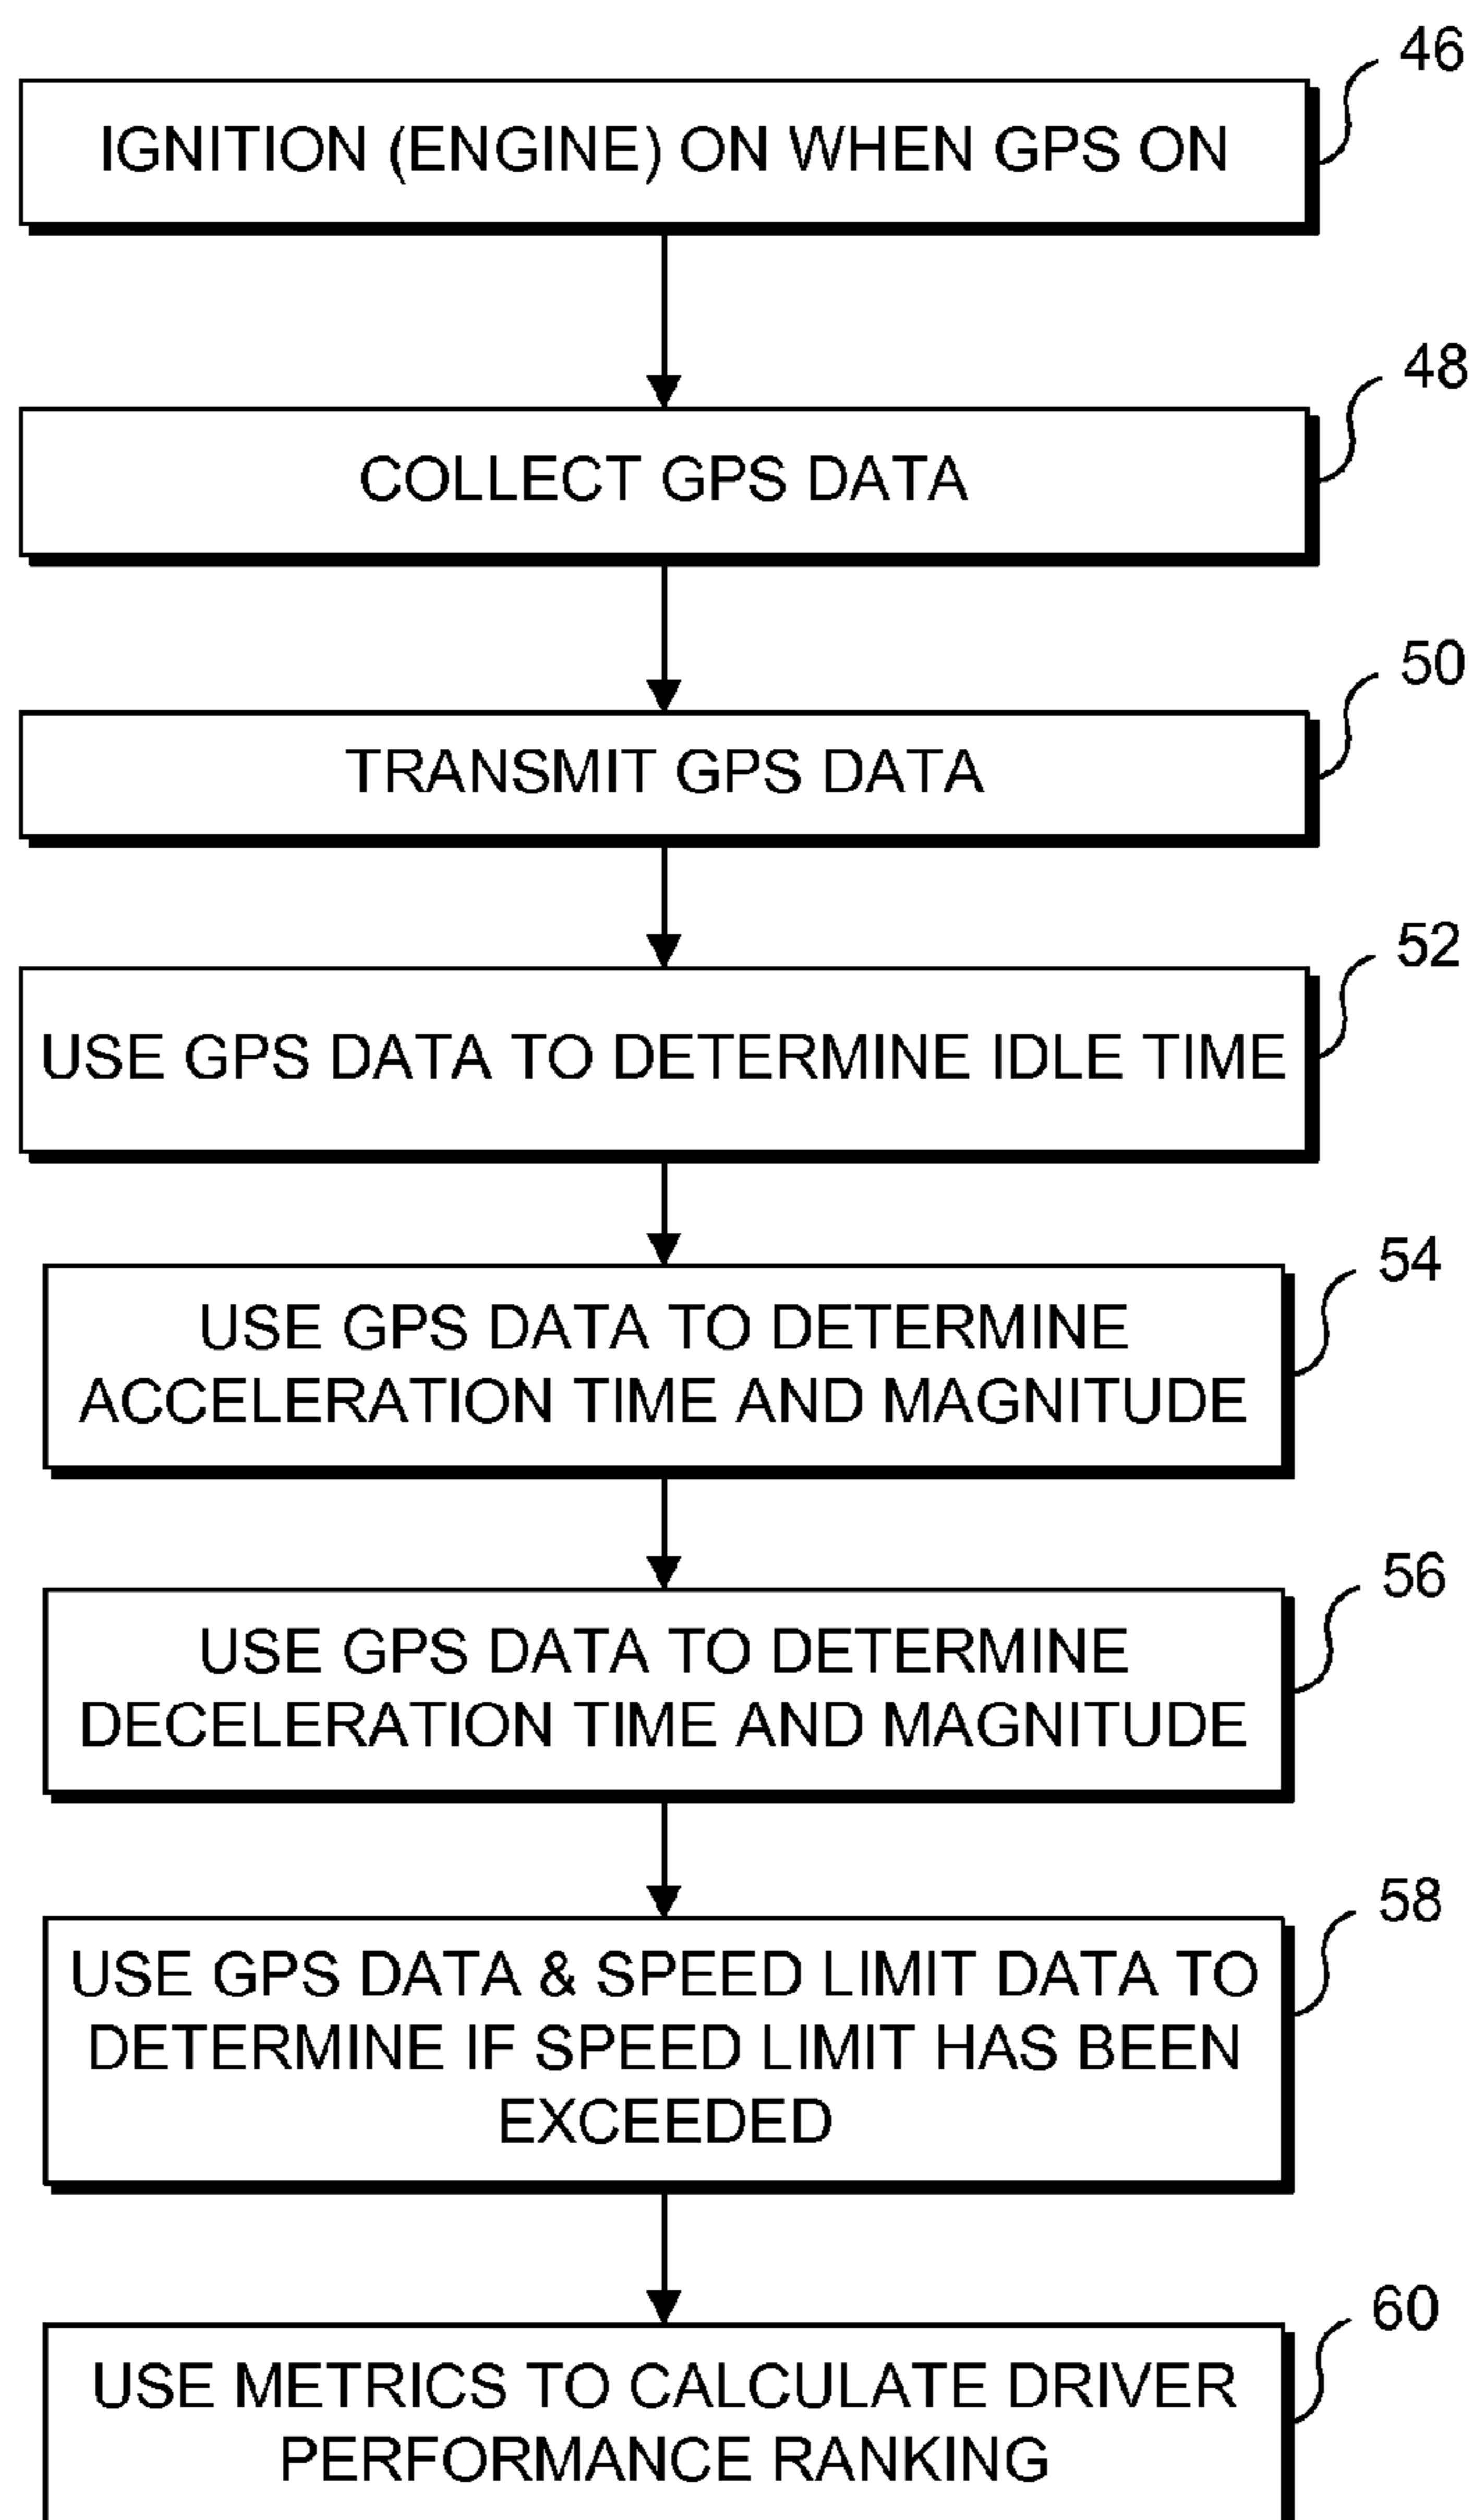 46
IGNITION (ENGINE) ON WHEN GPS ON
48
COLLECT GPS DATA
50
TRANSMIT GPS DATA
52
USE GPS DATA TO DETERMINE IDLE TIME
54
USE GPS DATA TO DETERMINE
ACCELERATION TIME AND MAGNITUDE
56
USE GPS DATA TO DETERMINE
DECELERATION TIME AND MAGNITUDE
58
USE GPS DATA & SPEED LIMIT DATA TO
DETERMINE IF SPEED LIMIT HAS BEEN
EXCEEDED
60
USE METRICS TO CALCULATE DRIVER
PERFORMANCE RANKING